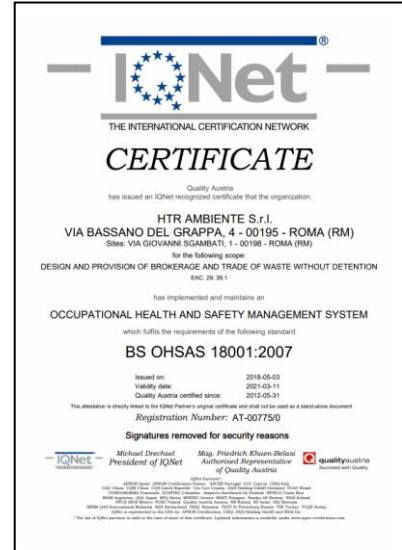 IQNet
®
THE INTERNATIONAL CERTIFICATION NETWORK
CERTIFICATE
Quality Austria
has issued an IQNet recognized certificate that the organization:
HTR AMBIENTE S.r.l.
VIA BASSANO DEL GRAPPA, 4 - 00195 - ROMA (RM)
Sites: VIA GIOVANNI SGAMBATI, 1 - 00198 - ROMA (RM)
for the following scope:
DESIGN AND PROVISION OF BROKERAGE AND TRADE OF WASTE WITHOUT DETENTION
EAC: 29; 39.1
has implemented and maintains an
OCCUPATIONAL HEALTH AND SAFETY MANAGEMENT SYSTEM
which fulfils the requirements of the following standard
BS OHSAS 18001:2007
Issued on: 2018-05-03
Validity date: 2021-03-11
Quality Austria certified since: 2012-05-31
This attestation is directly linked to the IQNet Partner's original certificate and shall not be used as a stand-alone document
Registration Number: AT-00775/0
Signatures removed for security reasons
IQNet
Michael Drechsel
President of IQNet
Mag. Friedrich Khuen-Belasi
Authorised Representative
of Quality Austria
qualityaustria
Succeed with Quality
IQNet Partners*: